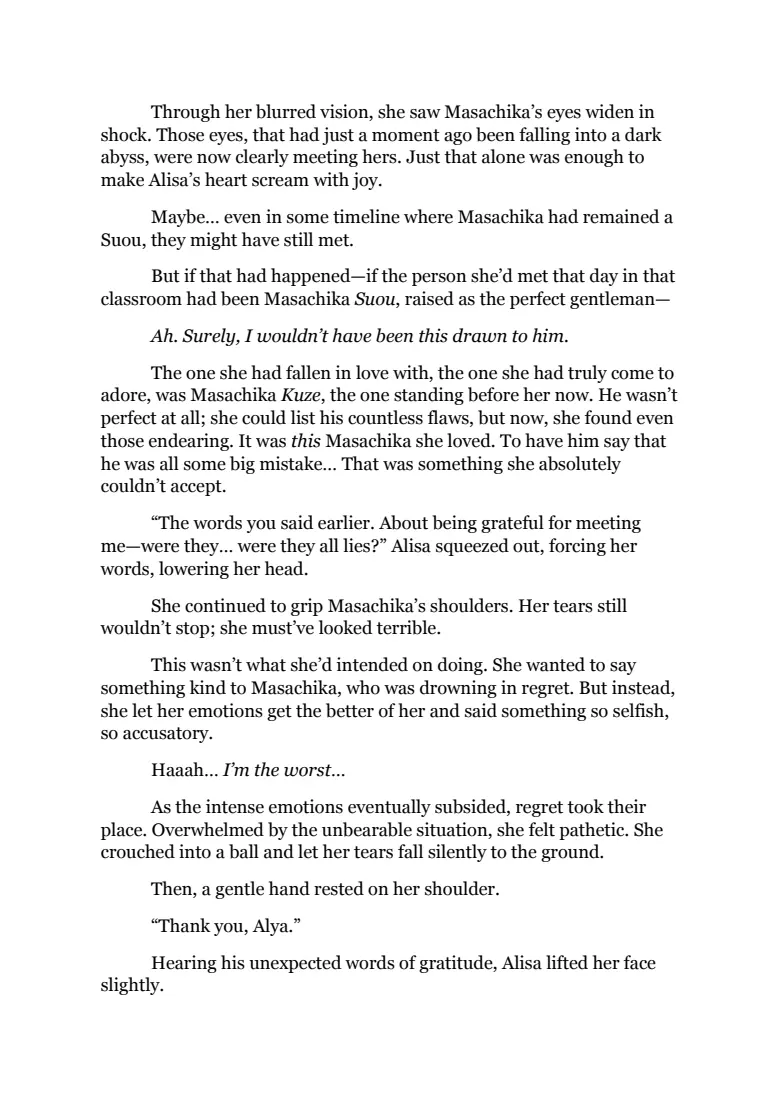 Through her blurred vision, she saw Masachika’s eyes widen in
shock. Those eyes, that had just a moment ago been falling into a dark
abyss, were now clearly meeting hers. Just that alone was enough to
make Alisa’s heart scream with joy.
Maybe… even in some timeline where Masachika had remained a
Suou, they might have still met.
But if that had happened—if the person she’d met that day in that
classroom had been Masachika Suou, raised as the perfect gentleman—
Ah. Surely, I wouldn’t have been this drawn to him.
The one she had fallen in love with, the one she had truly come to
adore, was Masachika Kuze, the one standing before her now. He wasn’t
perfect at all; she could list his countless flaws, but now, she found even
those endearing. It was this Masachika she loved. To have him say that
he was all some big mistake… That was something she absolutely
couldn’t accept.
“The words you said earlier. About being grateful for meeting
me—were they… were they all lies?” Alisa squeezed out, forcing her
words, lowering her head.
She continued to grip Masachika’s shoulders. Her tears still
wouldn’t stop; she must’ve looked terrible.
This wasn’t what she’d intended on doing. She wanted to say
something kind to Masachika, who was drowning in regret. But instead,
she let her emotions get the better of her and said something so selfish,
so accusatory.
Haaah… I’m the worst…
As the intense emotions eventually subsided, regret took their
place. Overwhelmed by the unbearable situation, she felt pathetic. She
crouched into a ball and let her tears fall silently to the ground.
Then, a gentle hand rested on her shoulder.
“Thank you, Alya.”
Hearing his unexpected words of gratitude, Alisa lifted her face
slightly.